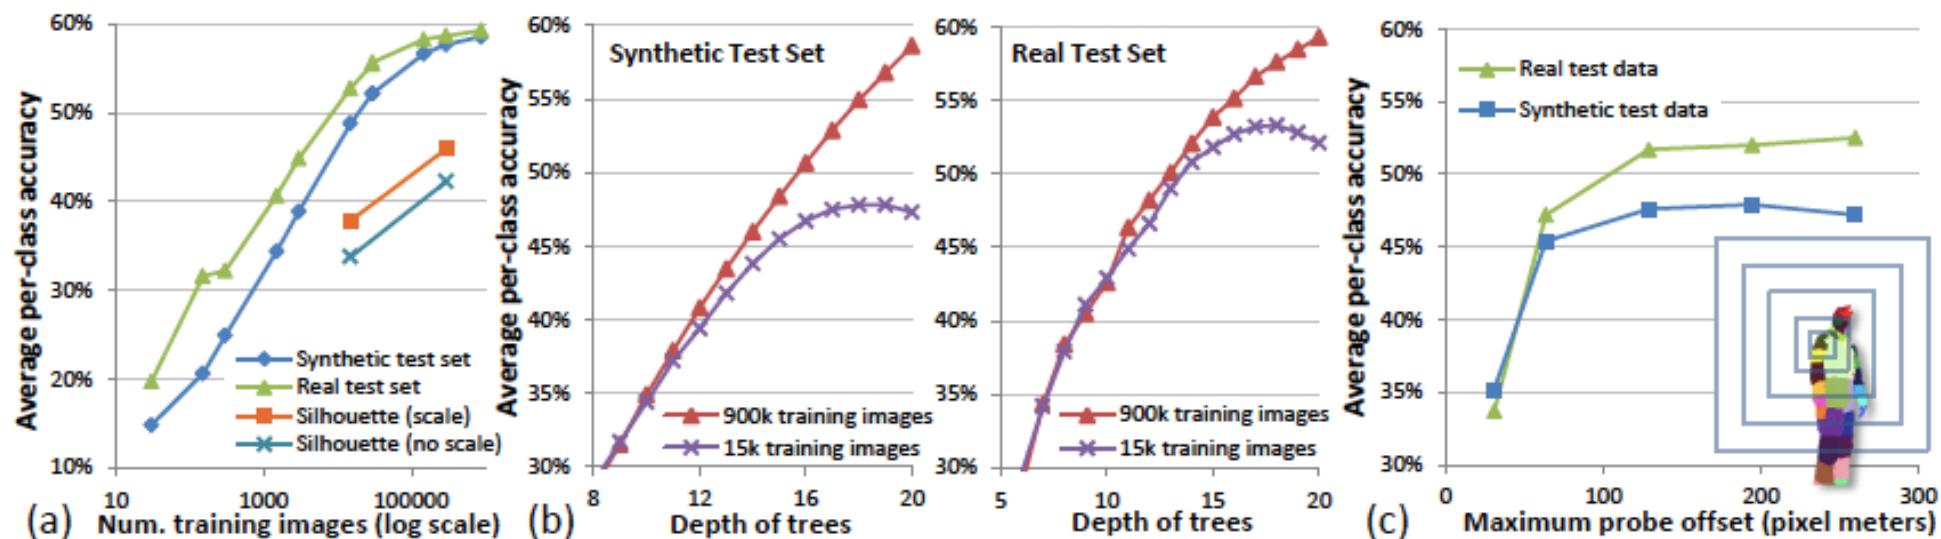 60%
50%
40%
30%
20%
10%
Average per-class accuracy
Synthetic test set
Real test set
Silhouette (scale)
Silhouette (no scale)
10
1000
100000
(a)
Num. training images (log scale)
60%
55%
50%
45%
40%
35%
30%
Average per-class accuracy
Synthetic Test Set
900k training images
15k training images
8
12
16
20
(b)
Depth of trees
60%
55%
50%
45%
40%
35%
30%
Real Test Set
900k training images
15k training images
5
10
15
20
Depth of trees
60%
55%
50%
45%
40%
35%
30%
Average per-class accuracy
Real test data
Synthetic test data
0
100
200
300
(c)
Maximum probe offset (pixel meters)